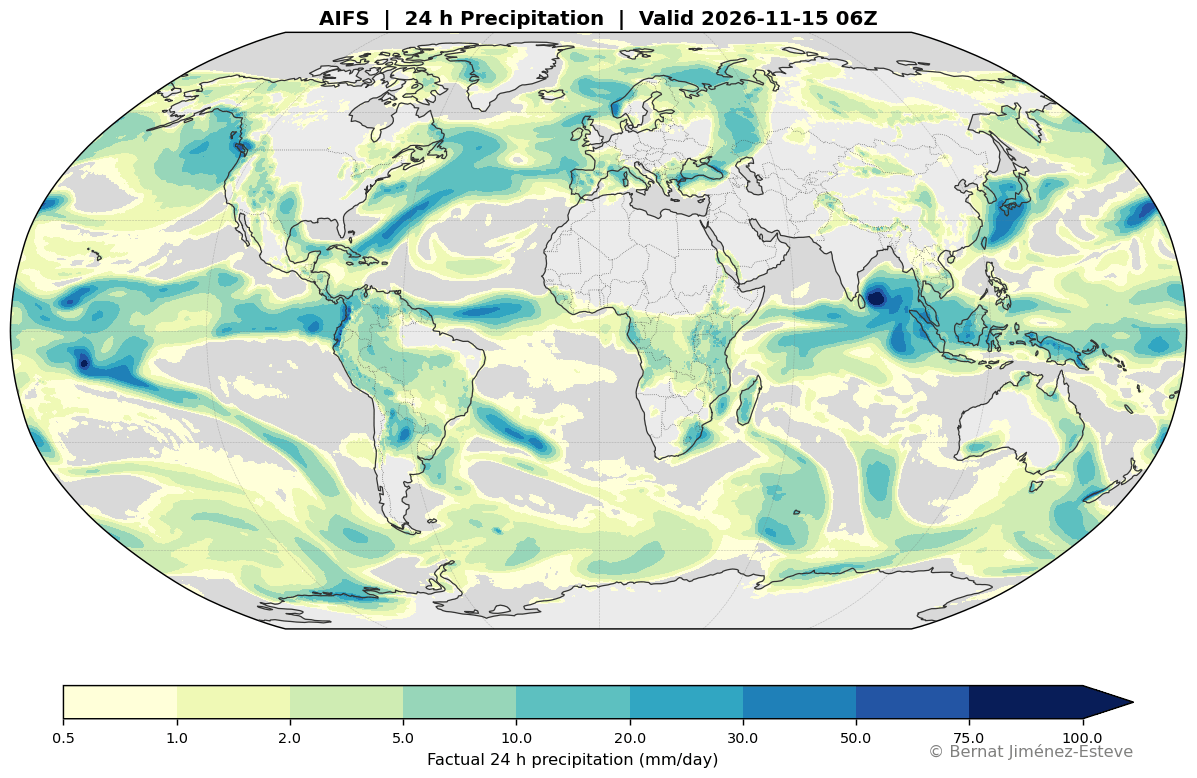 AIFS | 24 h Precipitation | Valid 2026-11-15 06Z
0.5 1.0 2.0 5.0 10.0 20.0 30.0 50.0 75.0 100.0
Factual 24 h precipitation (mm/day)
© Bernat Jiménez-Esteve